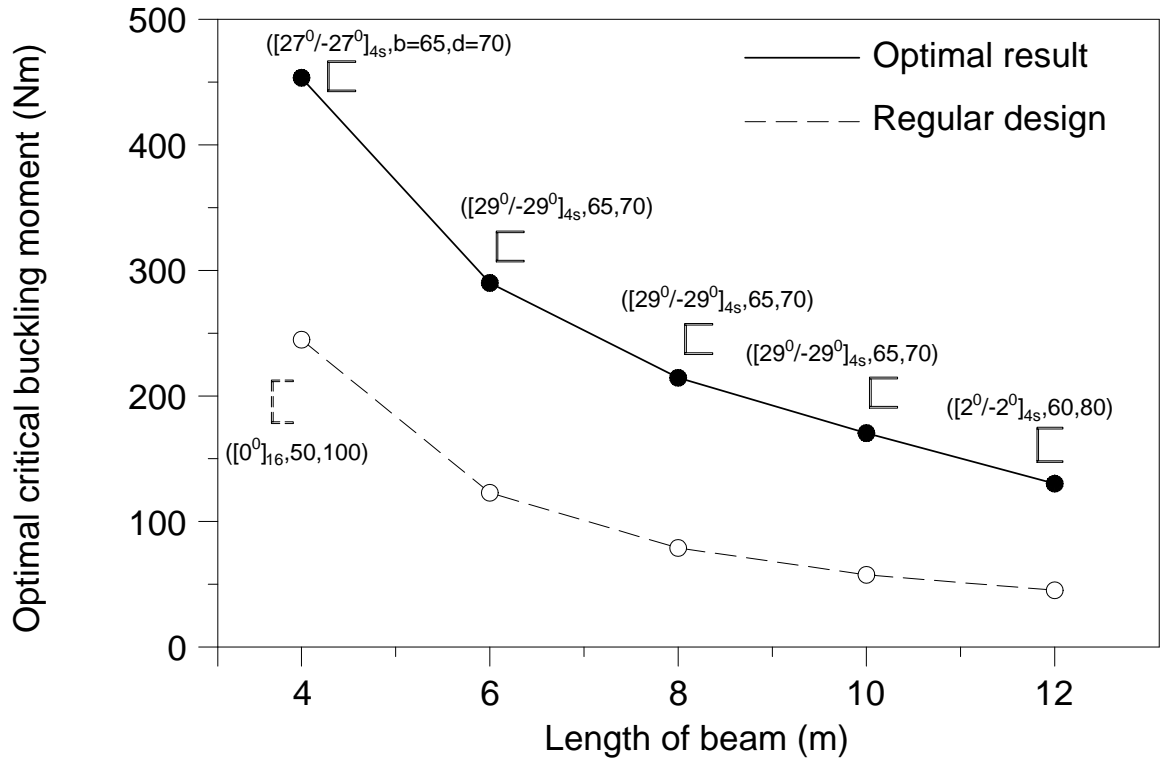 500
400
300
200
100
0
Optimal critical buckling moment (Nm)
([27⁰/-27⁰]₄ₛ,b=65,d=70)
Optimal result
Regular design
([29⁰/-29⁰]₄ₛ,65,70)
([29⁰/-29⁰]₄ₛ,65,70)
([29⁰/-29⁰]₄ₛ,65,70)
([2⁰/-2⁰]₄ₛ,60,80)
([0⁰]₁₆,50,100)
4 6 8 10 12
Length of beam (m)